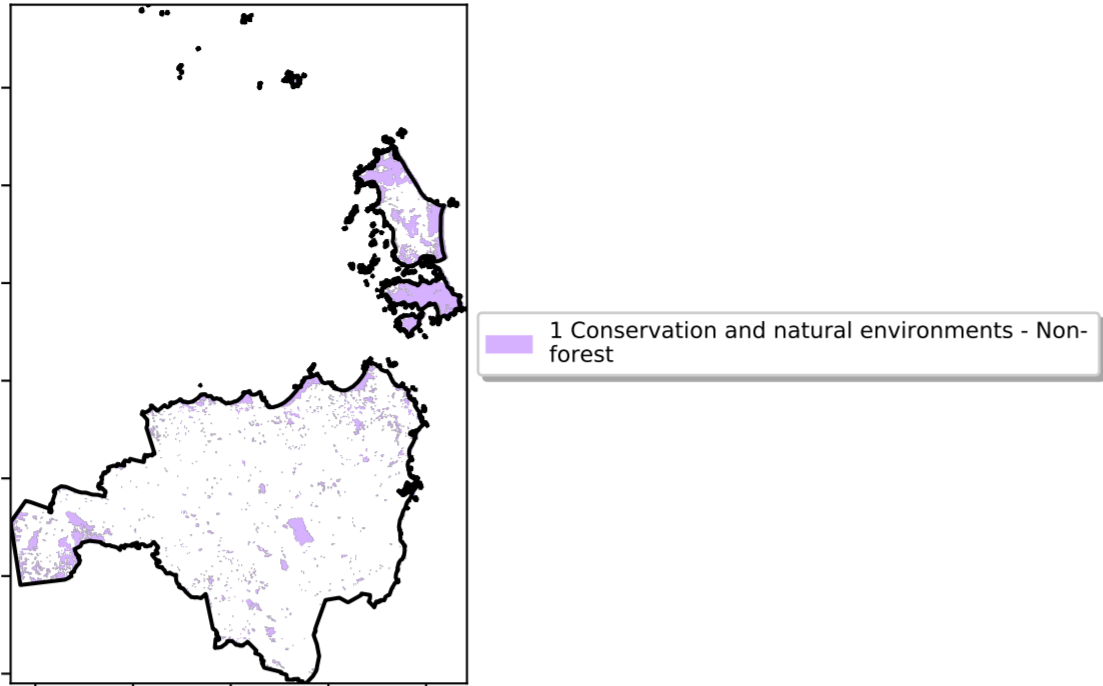 1 Conservation and natural environments - Non-
forest